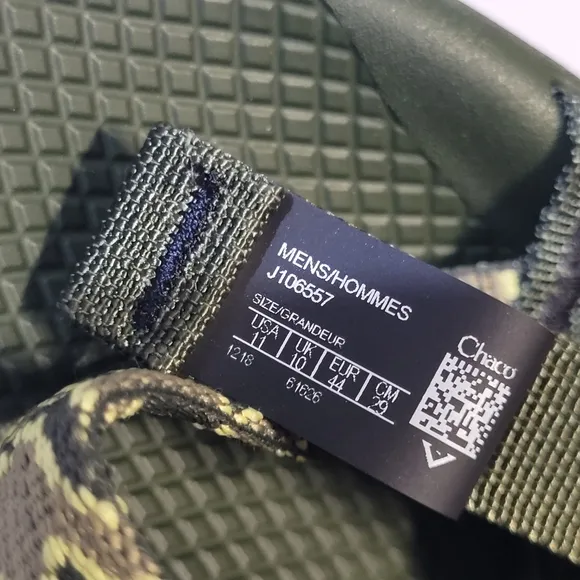 MENS/HOMMES
J106557
SIZE/GRANDEUR
USA UK EUR CM
11 10 44 29
1218 61626
Chaco